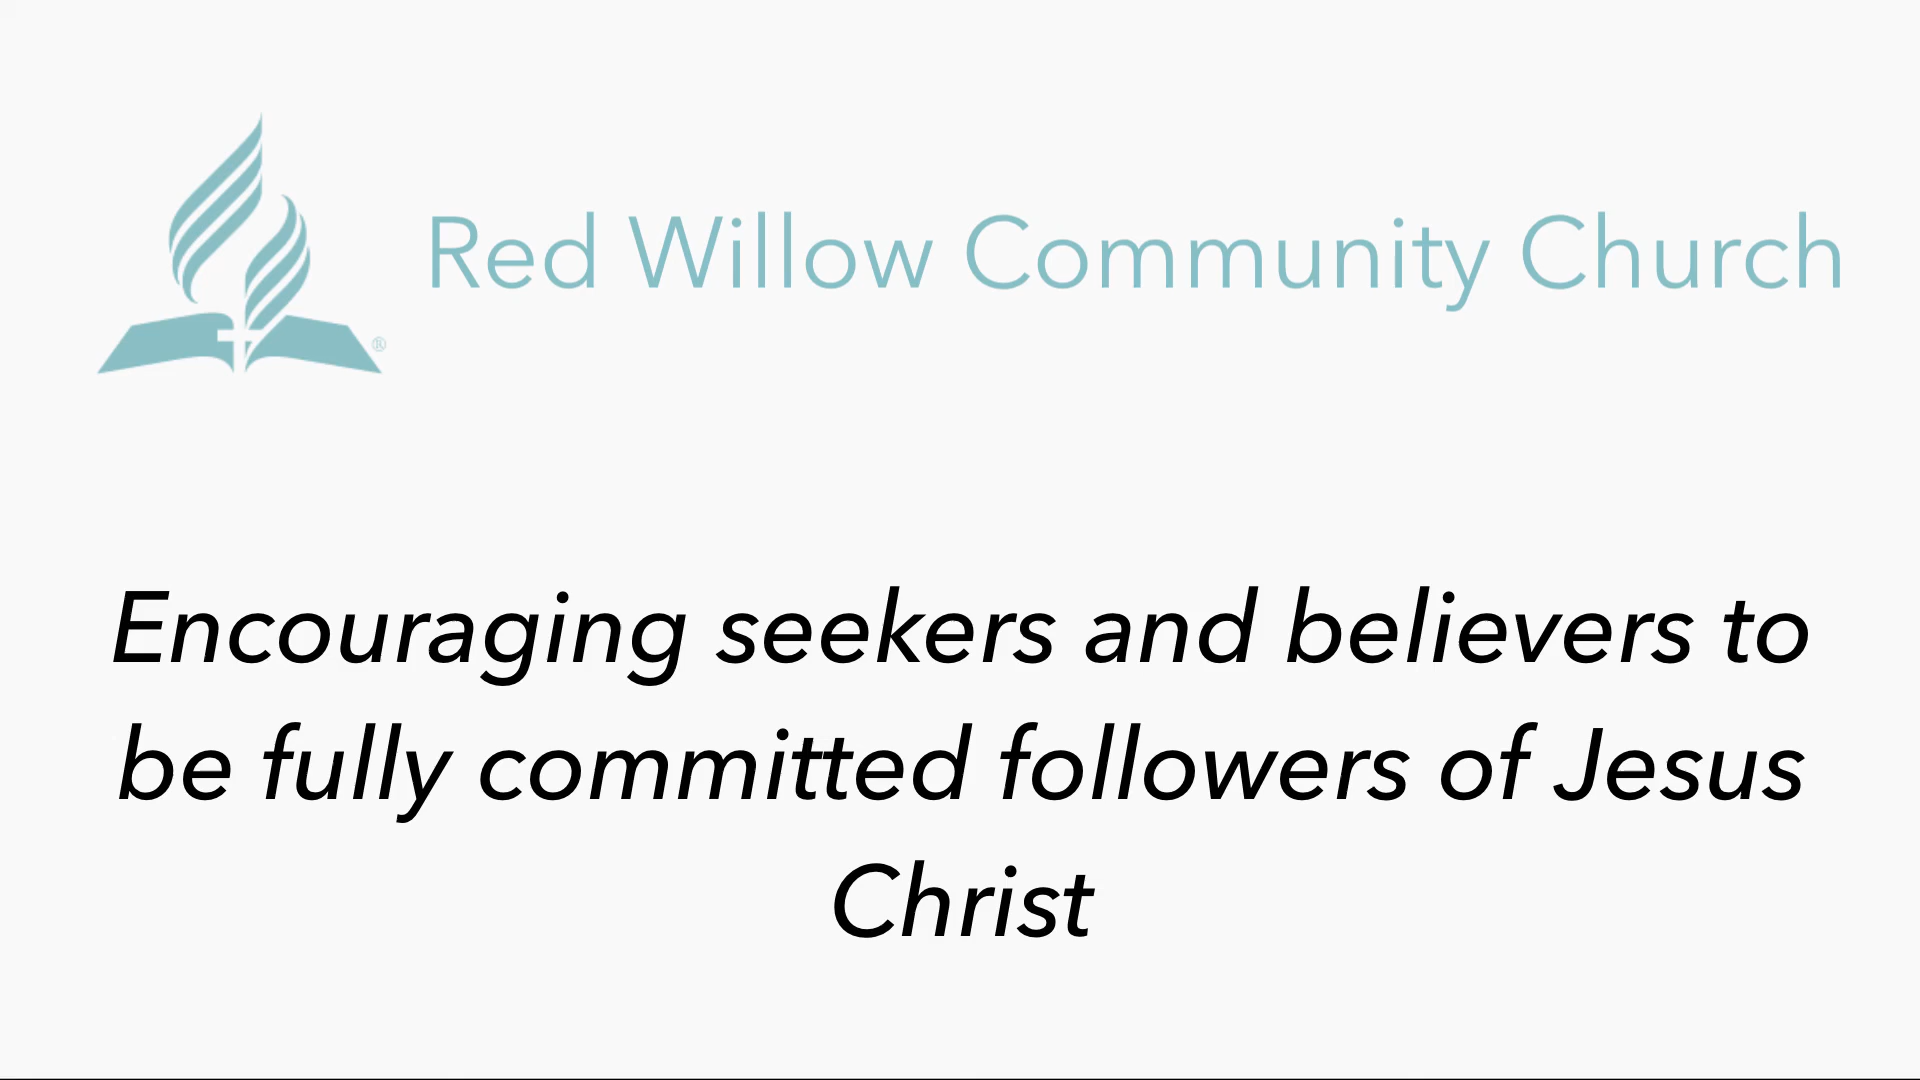 Red Willow Community Church
®
Encouraging seekers and believers to
be fully committed followers of Jesus
Christ